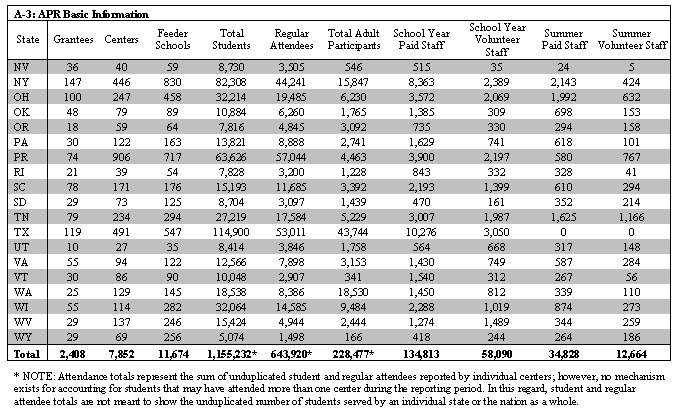 A-3: APR Basic Information
State Grantees Centers Feeder Schools Total Students Regular Attendees Total Adult Participants School Year Paid Staff School Year Volunteer Staff Summer Paid Staff Summer Volunteer Staff
NV 36 40 59 8,730 3,505 546 515 35 24 5
NY 147 446 830 82,308 44,241 15,847 8,363 2,389 2,143 424
OH 100 247 458 32,214 19,485 6,230 3,572 2,069 1,992 632
OK 48 79 89 10,884 6,260 1,765 1,385 309 698 153
OR 18 59 64 7,816 4,845 3,092 735 330 294 158
PA 30 122 163 13,821 8,888 2,741 1,629 741 618 101
PR 74 906 717 63,626 57,044 4,463 3,900 2,197 580 767
RI 21 39 54 7,828 3,200 1,228 843 332 328 41
SC 78 171 176 15,193 11,685 3,392 2,193 1,399 610 294
SD 29 73 125 8,704 3,097 1,439 470 161 352 214
TN 79 234 294 27,219 17,584 5,229 3,007 1,987 1,625 1,166
TX 119 491 547 114,900 53,011 43,744 10,276 3,050 0 0
UT 10 27 35 8,414 3,846 1,758 564 668 317 148
VA 55 94 122 12,566 7,898 3,153 1,430 749 587 284
VT 30 86 90 10,048 2,907 341 1,540 312 267 56
WA 25 129 145 18,538 8,386 18,530 1,450 812 339 110
WI 55 114 282 32,064 14,585 9,484 2,288 1,019 874 273
WV 29 137 246 15,424 4,944 2,444 1,274 1,489 344 259
WY 29 69 256 5,074 1,498 166 418 244 264 186
Total 2,408 7,852 11,674 1,155,232* 643,920* 228,477* 134,813 58,090 34,828 12,664
* NOTE: Attendance totals represent the sum of unduplicated student and regular attendees reported by individual centers; however, no mechanism
exists for accounting for students that may have attended more than one center during the reporting period. In this regard, student and regular
attendee totals are not meant to show the unduplicated number of students served by an individual state or the nation as a whole.